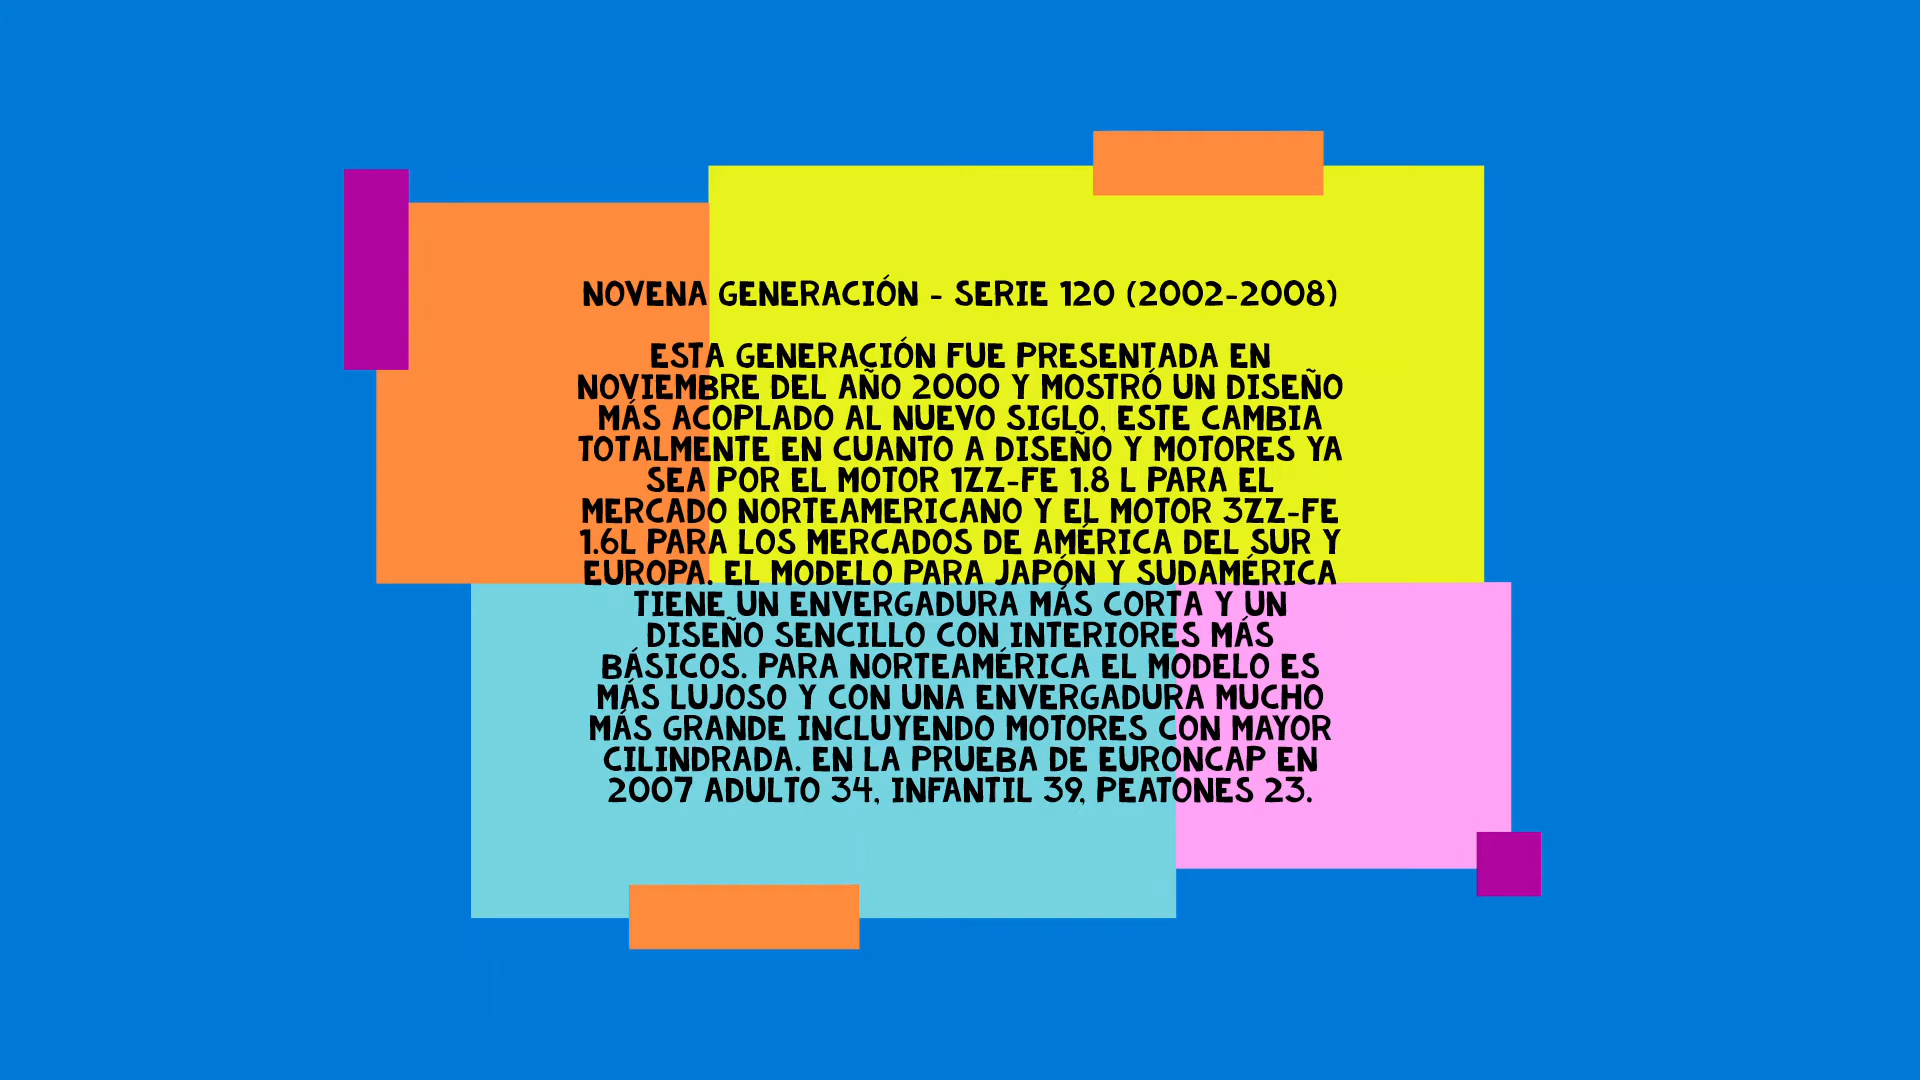 NOVENA GENERACIÓN - SERIE 120 (2002-2008)
ESTA GENERACIÓN FUE PRESENTADA EN
NOVIEMBRE DEL AÑO 2000 Y MOSTRÓ UN DISEÑO
MÁS ACOPLADO AL NUEVO SIGLO, ESTE CAMBIA
TOTALMENTE EN CUANTO A DISEÑO Y MOTORES YA
SEA POR EL MOTOR 1ZZ-FE 1.8 L PARA EL
MERCADO NORTEAMERICANO Y EL MOTOR 3ZZ-FE
1.6L PARA LOS MERCADOS DE AMÉRICA DEL SUR Y
EUROPA. EL MODELO PARA JAPÓN Y SUDAMÉRICA
TIENE UN ENVERGADURA MÁS CORTA Y UN
DISEÑO SENCILLO CON INTERIORES MÁS
BÁSICOS. PARA NORTEAMÉRICA EL MODELO ES
MÁS LUJOSO Y CON UNA ENVERGADURA MUCHO
MÁS GRANDE INCLUYENDO MOTORES CON MAYOR
CILINDRADA. EN LA PRUEBA DE EURONCAP EN
2007 ADULTO 34, INFANTIL 39, PEATONES 23.